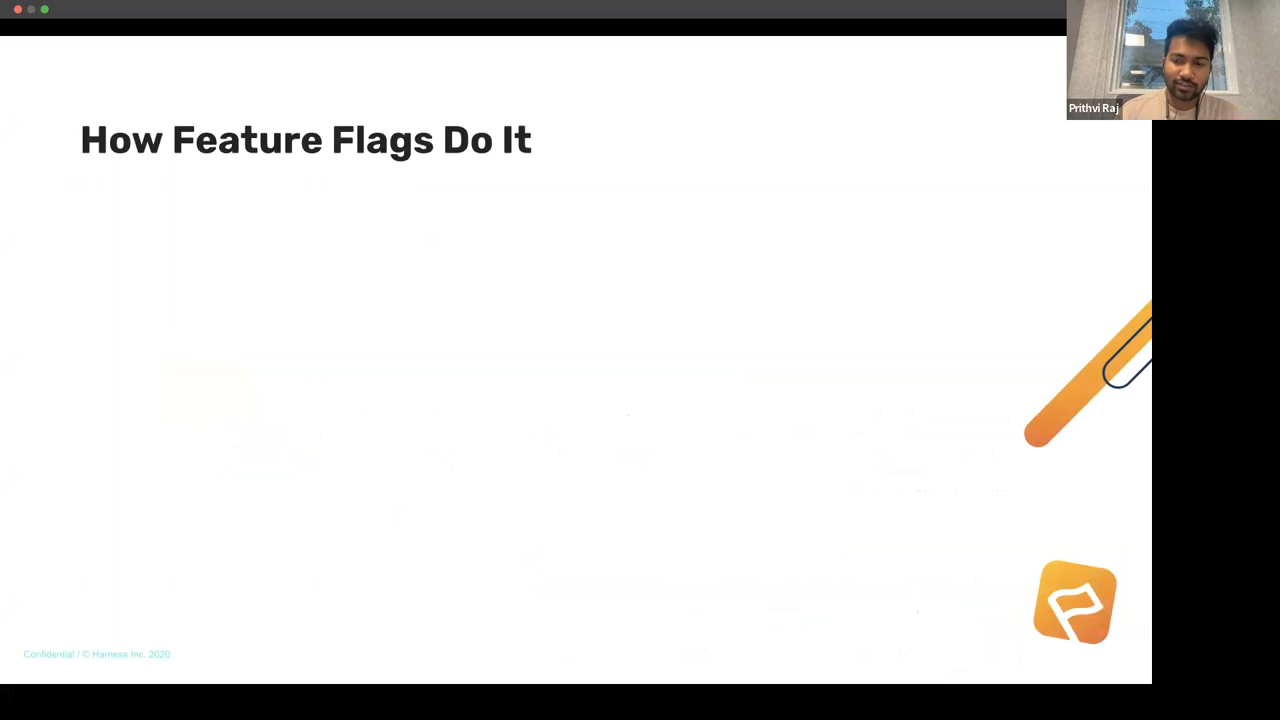 Prithvi Raj
How Feature Flags Do It
Confidential / © Harness Inc. 2020